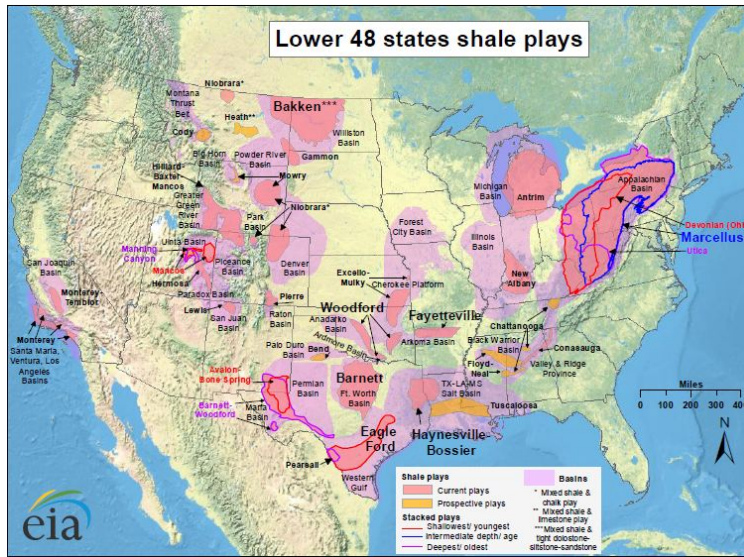 Lower 48 states shale plays
Niobrara*
Montana
Thrust
Belt
Heath**
Bakken***
Cody
Williston
Basin
Big Horn
Basin
Powder River
Basin
Gammon
Hilliard-
Baxter-
Mancos
Mowry
Greater
Green
River
Basin
Park
Basin
Niobrara*
Michigan
Basin
Antrim
Appalachian
Basin
Devonian (Ohi
Marcellus
Utica
Forest
City Basin
Illinois
Basin
Manning
Canyon
Uinta Basin
Mancos
Piceance
Basin
Denver
Basin
San Joaquin
Basin
Hermosa
Paradox Basin
Excello-
Mulky
Cherokee Platform
New
Albany
Monterey-
Temblor
Lewis
San Juan
Basin
Pierre
Raton
Basin
Woodford
Anadarko
Basin
Fayetteville
Chattanooga
Monterey
Santa Maria,
Ventura, Los
Angeles
Basins
Palo Duro
Basin
Bend
Ardmore Basin
Arkoma Basin
Black Warrior
Basin
Conasauga
Floyd-
Neal
Valley & Ridge
Province
Avalon-
Bone Spring
Permian
Basin
Barnett
Ft. Worth
Basin
TX-LA-MS
Salt Basin
Tuscaloosa
Barnett-
Woodford
Marfa
Basin
Eagle
Ford
Haynesville-
Bossier
Pearsall
Western
Gulf
Miles
0 100 200 300 400
N
eia
Shale plays
Current plays
Prospective plays
Stacked plays
Shallowest/ youngest
Intermediate depth/ age
Deepest/ oldest
Basins
* Mixed shale &
chalk play
** Mixed shale &
limestone play
***Mixed shale &
tight dolostone-
siltstone-sandstone